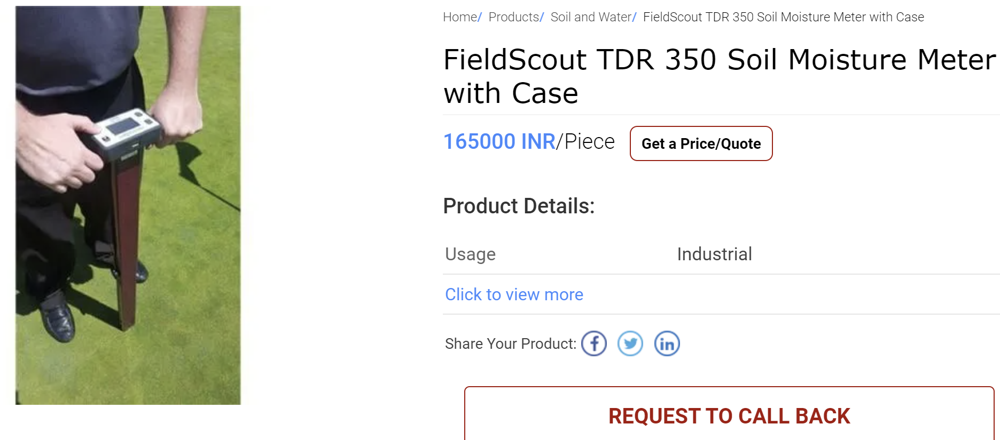 Home/ Products/ Soil and Water/ FieldScout TDR 350 Soil Moisture Meter with Case
FieldScout TDR 350 Soil Moisture Meter
with Case
165000 INR/Piece
Get a Price/Quote
Product Details:
Usage Industrial
Click to view more
Share Your Product:
REQUEST TO CALL BACK